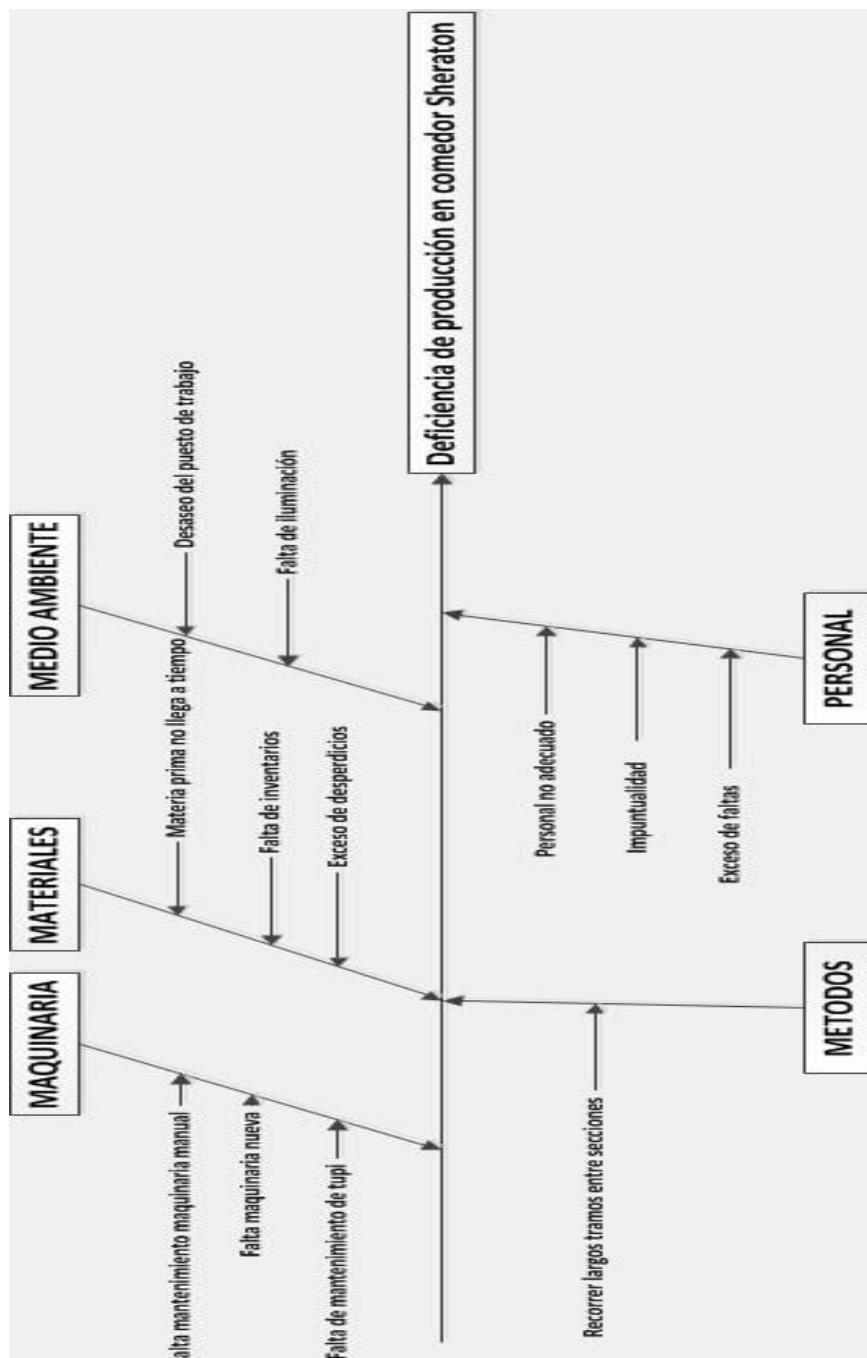 MAQUINARIA
alta mantenimiento maquinaria manual
Falta maquinaria nueva
Falta de mantenimiento de tupi
MATERIALES
Materia prima no llega a tiempo
Falta de inventarios
Exceso de desperdicios
MEDIO AMBIENTE
Desaseo del puesto de trabajo
Falta de iluminación
Deficiencia de producción en comedor Sheraton
Recorrer largos tramos entre secciones
METODOS
Personal no adecuado
Impuntualidad
Exceso de faltas
PERSONAL